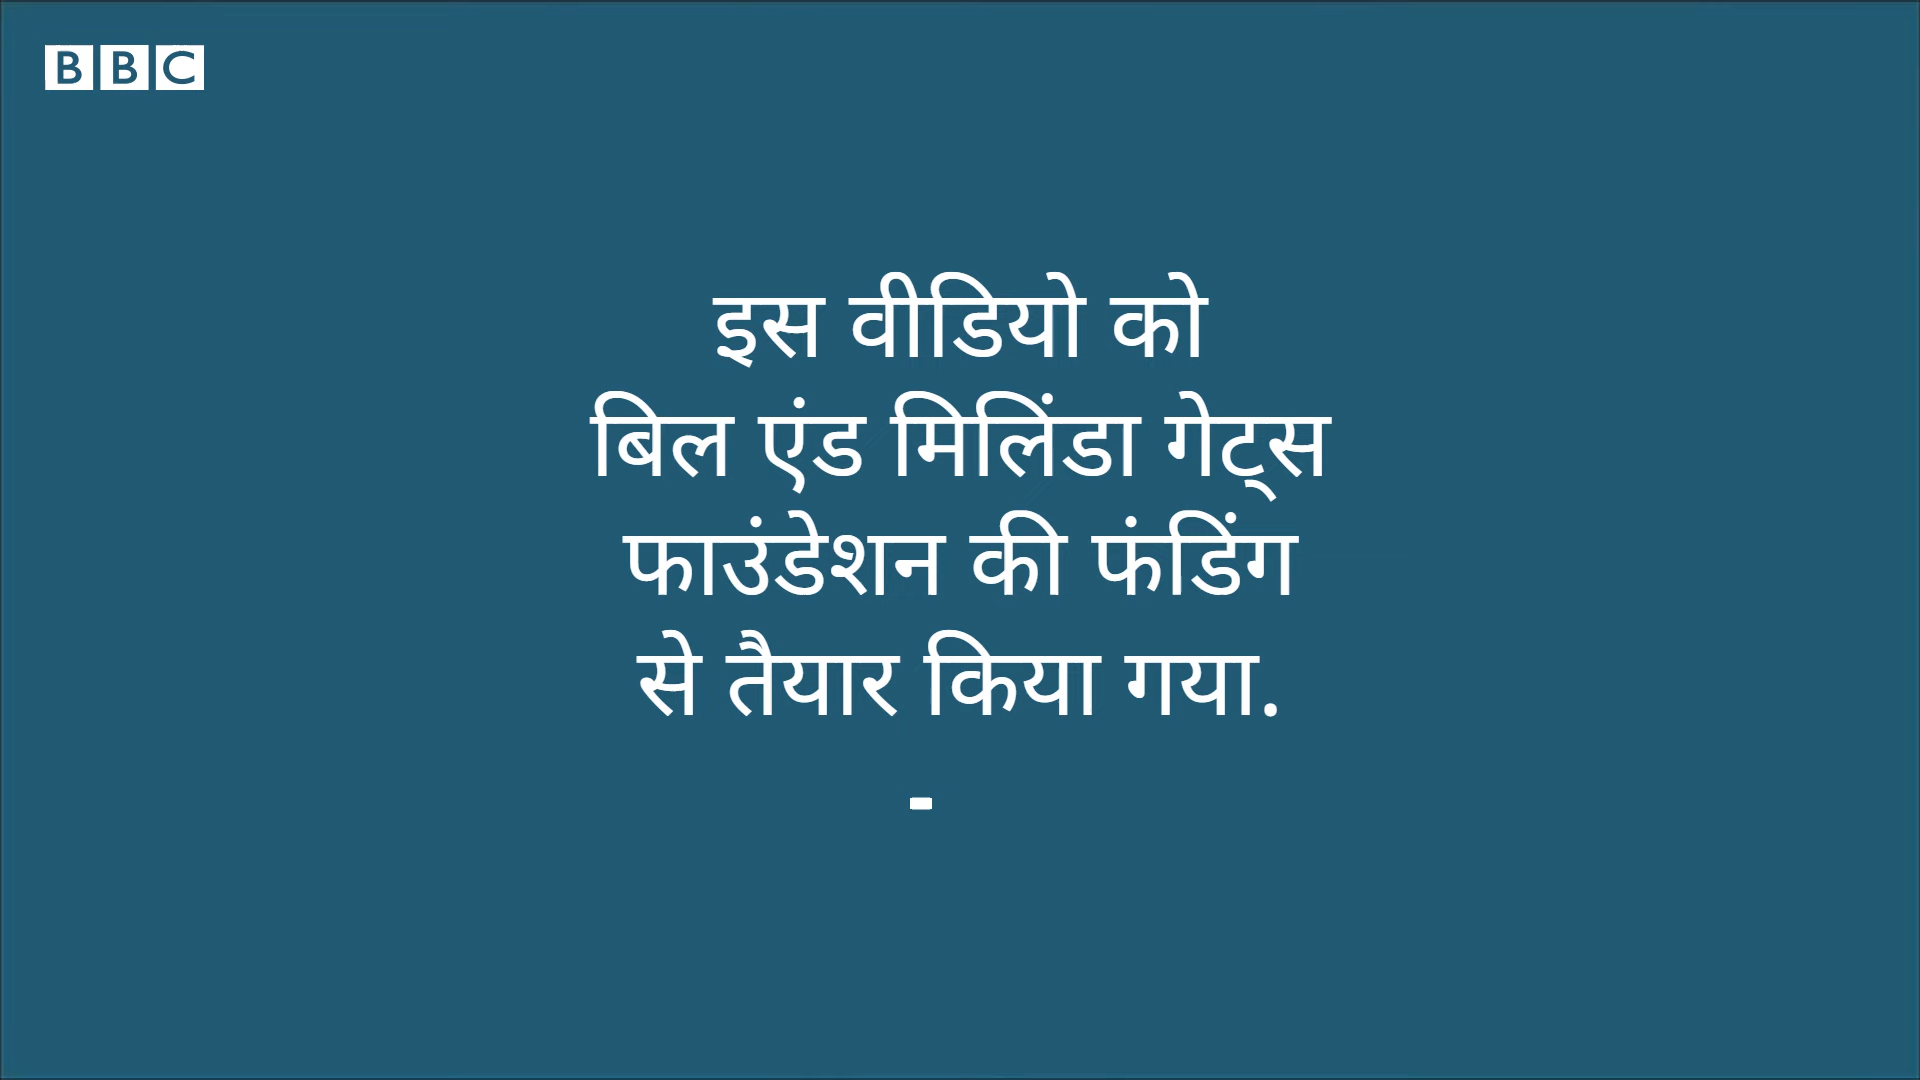 BBC
इस वीडियो को
बिल एंड मिलिंडा गेट्स
फाउंडेशन की फंडिंग
से तैयार किया गया.
-